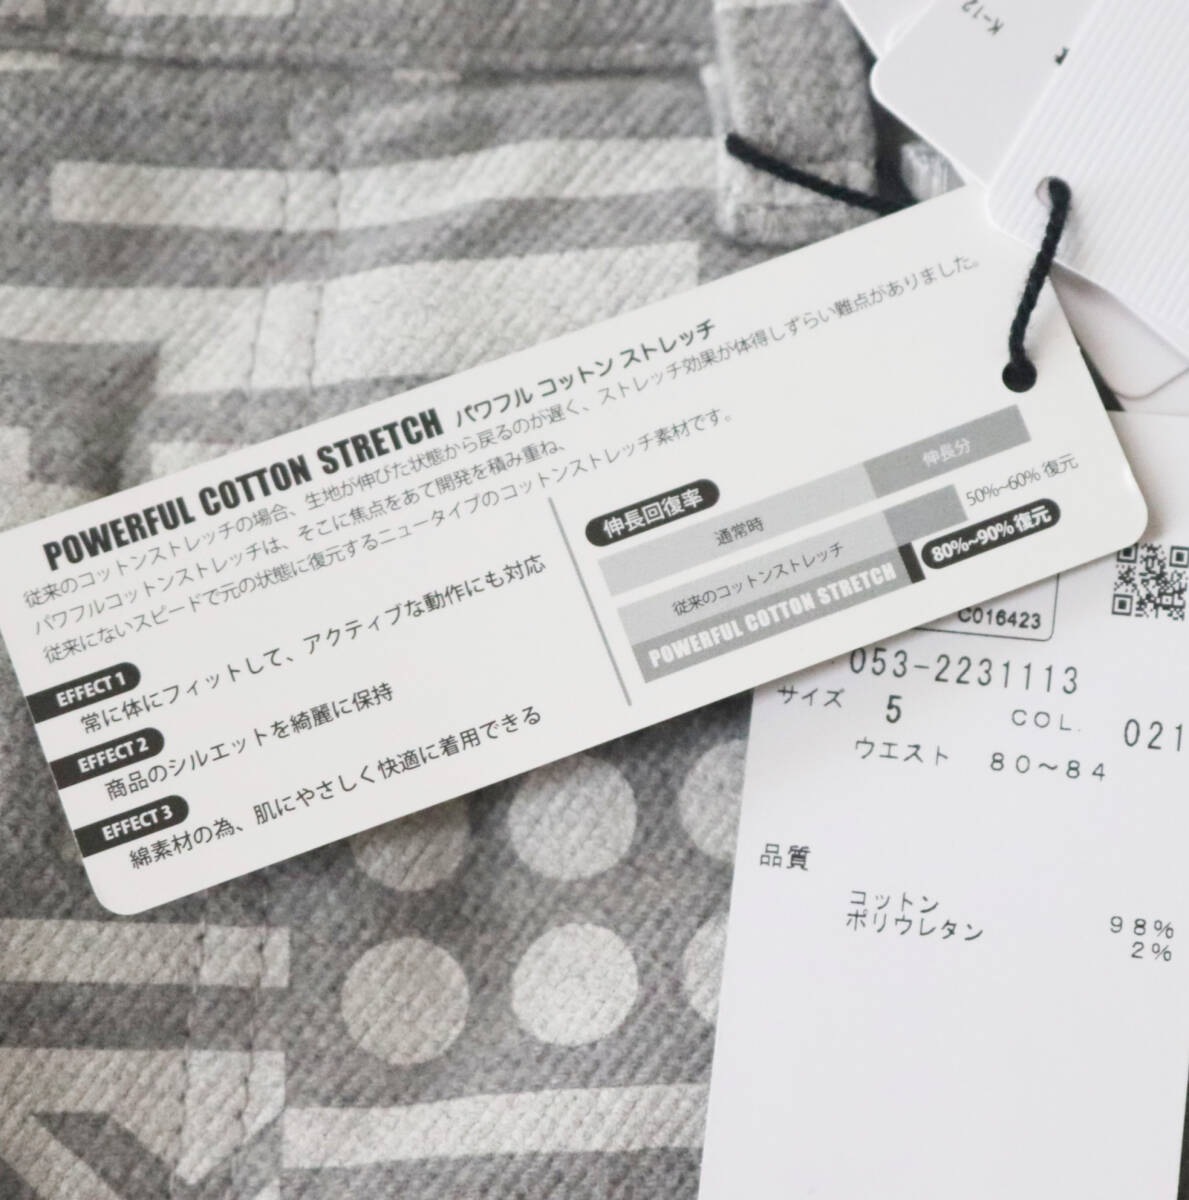 K-12
POWERFUL COTTON STRETCH パワフル コットン ストレッチ
従来のコットンストレッチの場合、生地が伸びた状態から戻るのが遅く、ストレッチ効果が体得しずらい難点がありました。
パワフルコットンストレッチは、そこに焦点をあて開発を積み重ね、
従来にないスピードで元の状態に復元するニュータイプのコットンストレッチ素材です。
EFFECT 1
常に体にフィットして、アクティブな動作にも対応
EFFECT 2
商品のシルエットを綺麗に保持
EFFECT 3
綿素材の為、肌にやさしく快適に着用できる
伸長回復率
通常時 伸長分
従来のコットンストレッチ 50%~60% 復元
POWERFUL COTTON STRETCH 80%~90% 復元
C016423
053-2231113
サイズ 5 COL. 021
ウエスト 80~84
品質
コットン 98%
ポリウレタン 2%